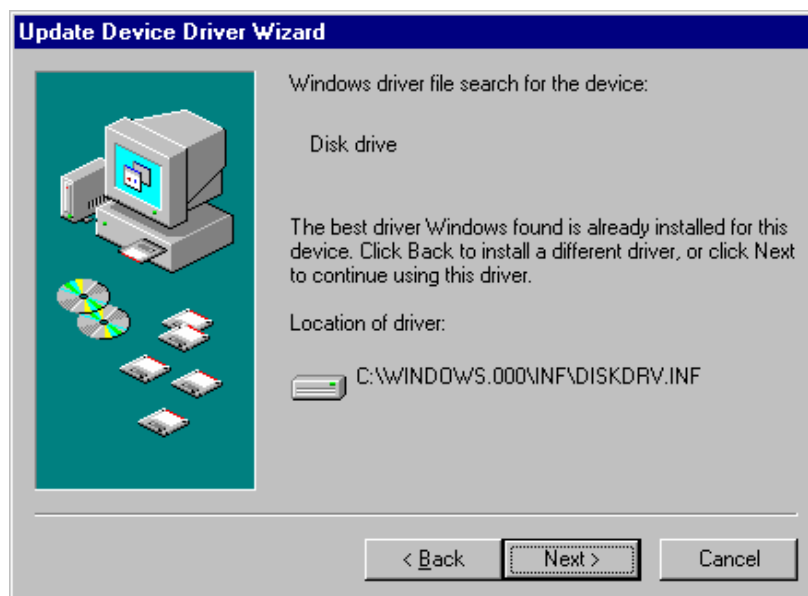 Update Device Driver Wizard
Windows driver file search for the device:
Disk drive
The best driver Windows found is already installed for this
device. Click Back to install a different driver, or click Next
to continue using this driver.
Location of driver:
C:\WINDOWS.000\INF\DISKDRV.INF
< Back
Next >
Cancel